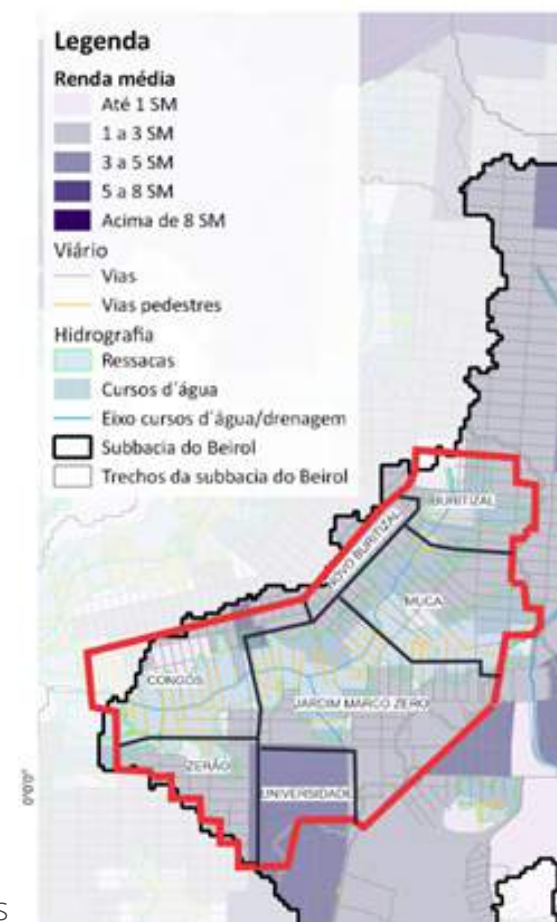 Legenda
Renda média
Até 1 SM
1 a 3 SM
3 a 5 SM
5 a 8 SM
Acima de 8 SM
Viário
Vias
Vias pedestres
Hidrografia
Ressacas
Cursos d´água
Eixo cursos d´água/drenagem
Subbacia do Beirol
Trechos da subbacia do Beirol
BURITIZAL
NOVO BURITIZAL
MUCA
CONGÓS
JARDIM MARCO ZERO
ZERÃO
UNIVERSIDADE
0°0'0"
S